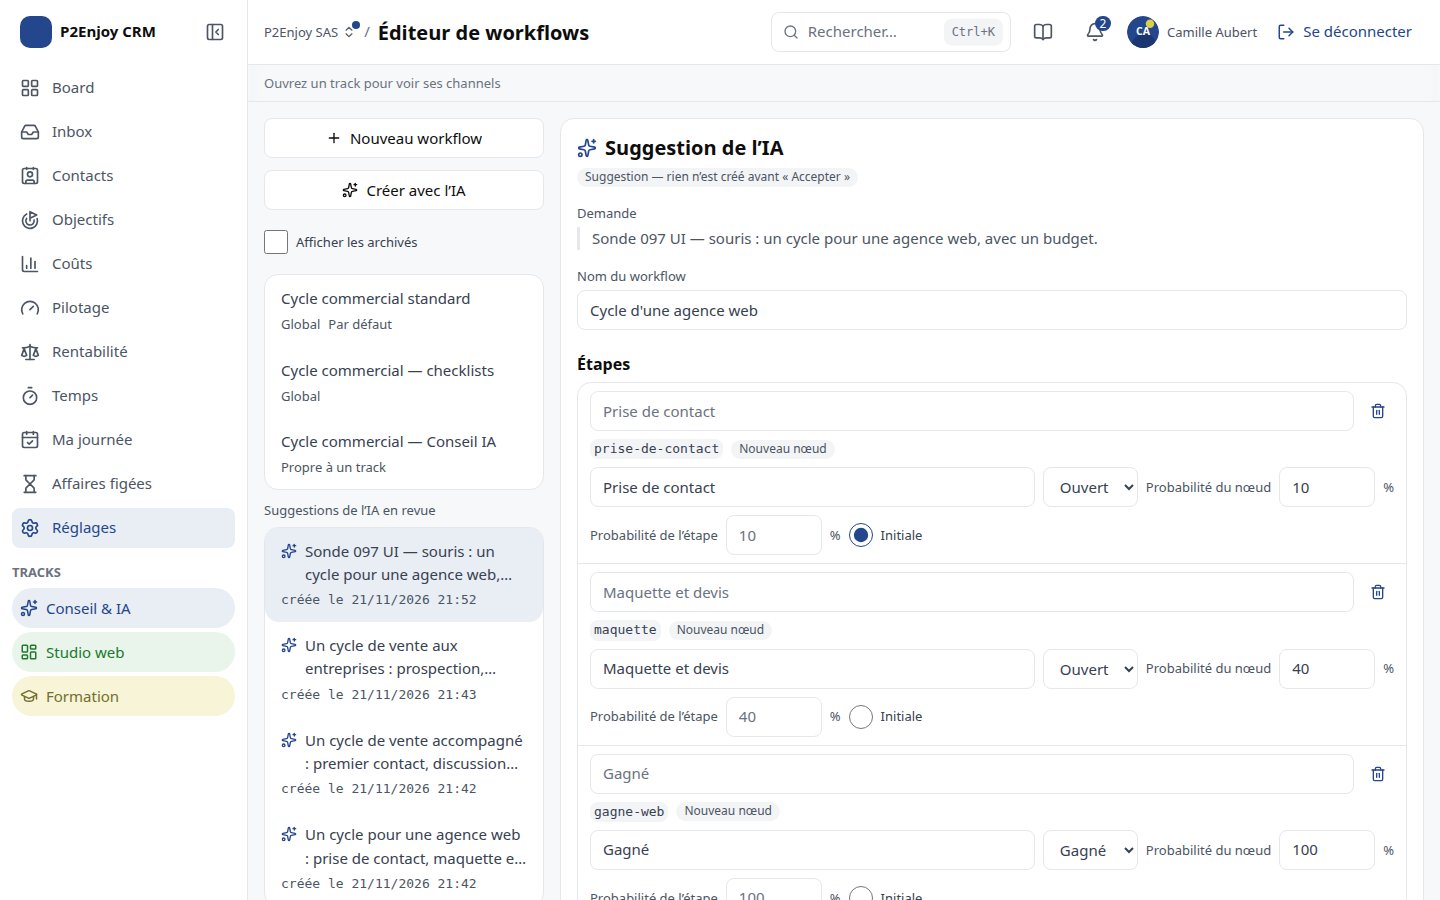 P2Enjoy CRM
Board
Inbox
Contacts
Objectifs
Coûts
Pilotage
Rentabilité
Temps
Ma journée
Affaires figées
Réglages
TRACKS
Conseil & IA
Studio web
Formation
P2Enjoy SAS / Éditeur de workflows
Rechercher... Ctrl+K
2
CA Camille Aubert
Se déconnecter
Ouvrez un track pour voir ses channels
Nouveau workflow
Créer avec l'IA
Afficher les archivés
Cycle commercial standard
Global Par défaut
Cycle commercial — checklists
Global
Cycle commercial — Conseil IA
Propre à un track
Suggestions de l'IA en revue
Sonde 097 UI — souris : un
cycle pour une agence web,...
créée le 21/11/2026 21:52
Un cycle de vente aux
entreprises : prospection,...
créée le 21/11/2026 21:43
Un cycle de vente accompagné
: premier contact, discussion...
créée le 21/11/2026 21:42
Un cycle pour une agence web
: prise de contact, maquette e...
créée le 21/11/2026 21:42
Suggestion de l'IA
Suggestion — rien n'est créé avant « Accepter »
Demande
Sonde 097 UI — souris : un cycle pour une agence web, avec un budget.
Nom du workflow
Cycle d'une agence web
Étapes
Prise de contact
prise-de-contact Nouveau nœud
Prise de contact Ouvert Probabilité du nœud 10 %
Probabilité de l'étape 10 % Initiale
Maquette et devis
maquette Nouveau nœud
Maquette et devis Ouvert Probabilité du nœud 40 %
Probabilité de l'étape 40 % Initiale
Gagné
gagne-web Nouveau nœud
Gagné Gagné Probabilité du nœud 100 %
Probabilité de l'étape 100 % Initiale